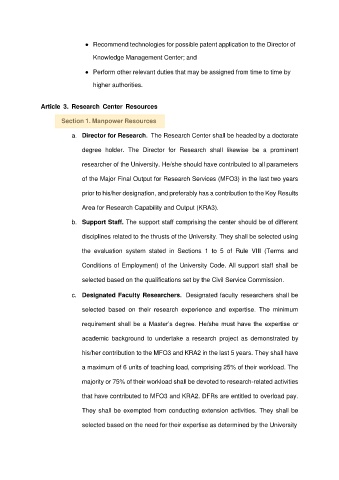 ● Recommend technologies for possible patent application to the Director of
Knowledge Management Center; and
● Perform other relevant duties that may be assigned from time to time by
higher authorities.
Article 3. Research Center Resources
Section 1. Manpower Resources
a. Director for Research. The Research Center shall be headed by a doctorate
degree holder. The Director for Research shall likewise be a prominent
researcher of the University. He/she should have contributed to all parameters
of the Major Final Output for Research Services (MFO3) in the last two years
prior to his/her designation, and preferably has a contribution to the Key Results
Area for Research Capability and Output (KRA3).
b. Support Staff. The support staff comprising the center should be of different
disciplines related to the thrusts of the University. They shall be selected using
the evaluation system stated in Sections 1 to 5 of Rule VIII (Terms and
Conditions of Employment) of the University Code. All support staff shall be
selected based on the qualifications set by the Civil Service Commission.
c. Designated Faculty Researchers. Designated faculty researchers shall be
selected based on their research experience and expertise. The minimum
requirement shall be a Master's degree. He/she must have the expertise or
academic background to undertake a research project as demonstrated by
his/her contribution to the MFO3 and KRA2 in the last 5 years. They shall have
a maximum of 6 units of teaching load, comprising 25% of their workload. The
majority or 75% of their workload shall be devoted to research-related activities
that have contributed to MFO3 and KRA2. DFRs are entitled to overload pay.
They shall be exempted from conducting extension activities. They shall be
selected based on the need for their expertise as determined by the University